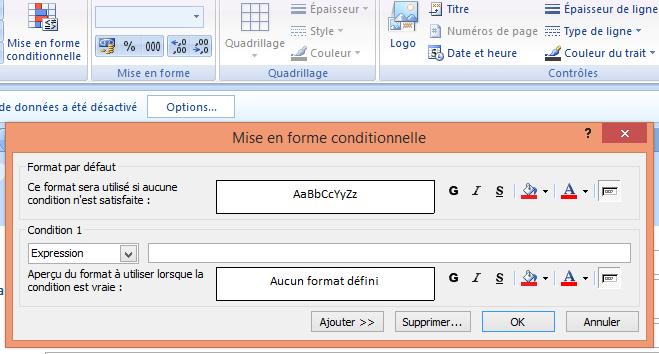 Épaisseur
Titre
Épaisseur de ligne
Style
Numéros de page
Type de ligne
Mise en forme
conditionnelle
% 000
,00
,0
Quadrillage
Couleur
Logo
Date et heure
Couleur du trait
Mise en forme
Quadrillage
Contrôles
de données a été désactivé
Options...
Mise en forme conditionnelle
?
Format par défaut
Ce format sera utilisé si aucune
condition n'est satisfaite :
AaBbCcYyZz
G I S A
Condition 1
Expression
Aperçu du format à utiliser lorsque la
condition est vraie :
Aucun format défini
G I S A
Ajouter >>
Supprimer...
OK
Annuler